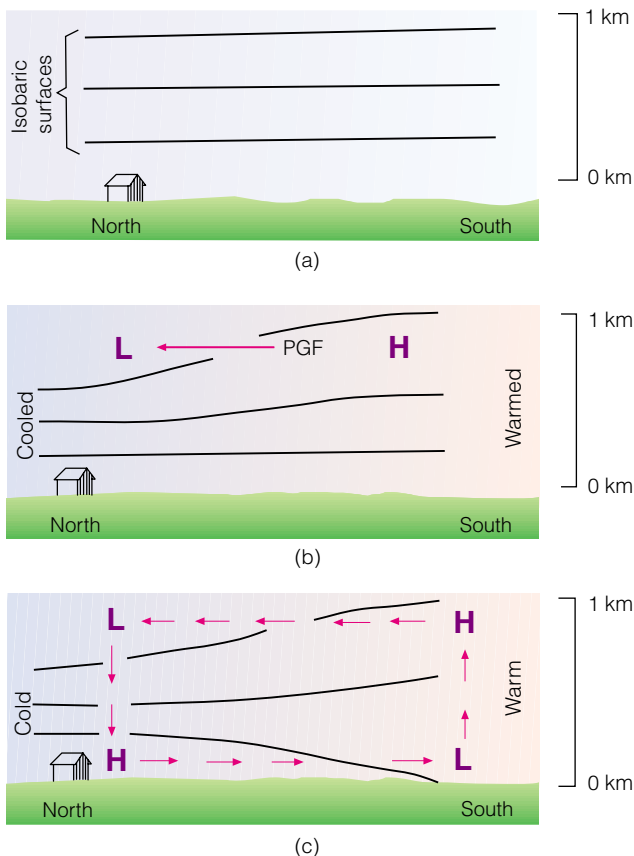 1 km
Isobaric
surfaces
0 km
North
South
(a)
1 km
L
PGF
H
Cooled
Warmed
0 km
North
South
(b)
1 km
L
H
Cold
Warm
H
L
0 km
North
South
(c)